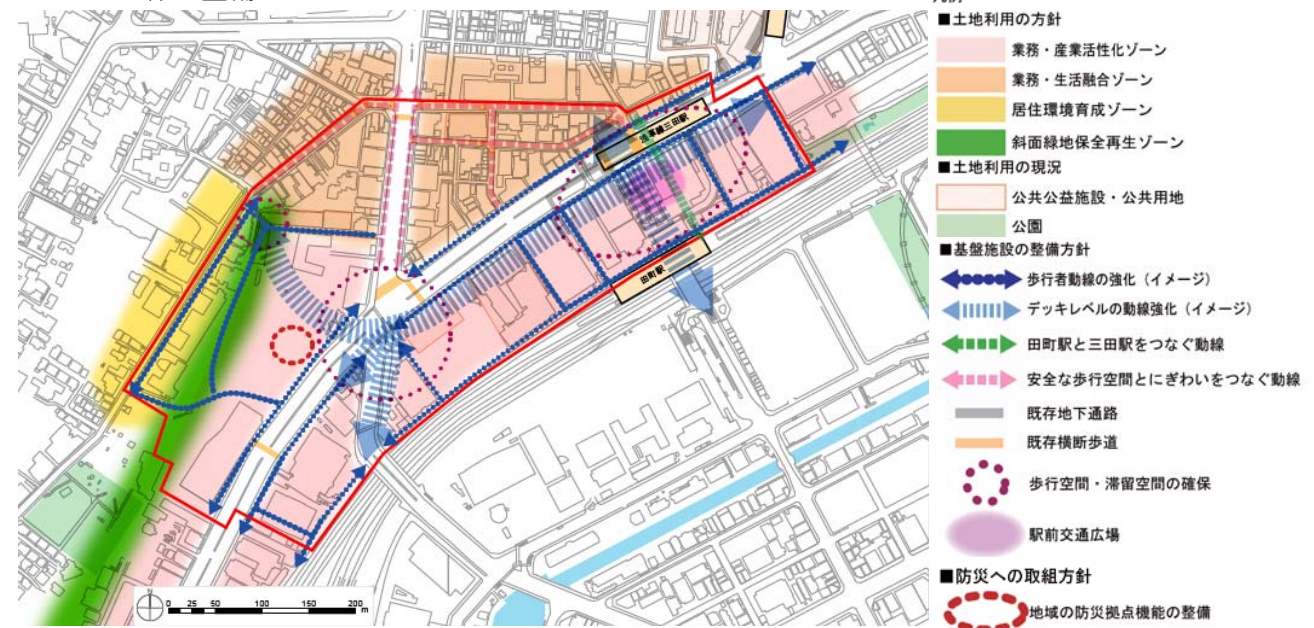 ■土地利用の方針
業務・産業活性化ゾーン
業務・生活融合ゾーン
居住環境育成ゾーン
斜面緑地保全再生ゾーン
■土地利用の現況
公共公益施設・公共用地
公園
■基盤施設の整備方針
歩行者動線の強化（イメージ）
デッキレベルの動線強化（イメージ）
田町駅と三田駅をつなぐ動線
安全な歩行空間とにぎわいをつなぐ動線
既存地下通路
既存横断歩道
歩行空間・滞留空間の確保
駅前交通広場
■防災への取組方針
地域の防災拠点機能の整備
浅草線三田駅
田町駅
N
0 25 50 100 150 200
m